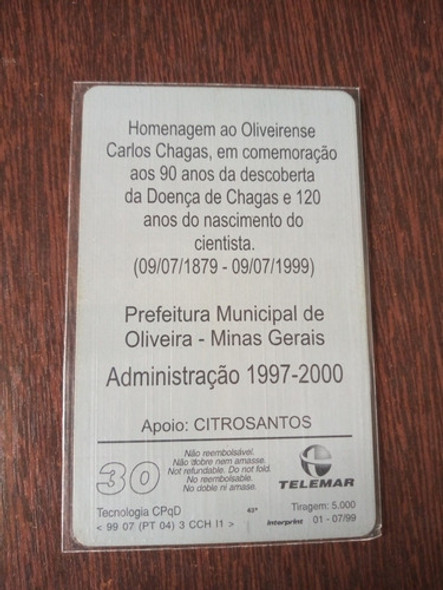 Homenagem ao Oliveirense
Carlos Chagas, em comemoração
aos 90 anos da descoberta
da Doença de Chagas e 120
anos do nascimento do
cientista.
(09/07/1879 - 09/07/1999)
Prefeitura Municipal de
Oliveira - Minas Gerais
Administração 1997-2000
Apoio: CITROSANTOS
30
Não reembolsável.
Não dobre nem amasse.
Not refundable. Do not fold.
No reembolsable.
No doble ni amase.
TELEMAR
Tecnologia CPqD
Tiragem: 5.000
< 99 07 (PT 04) 3 CCH I1 >
Interprint
01 - 07/99